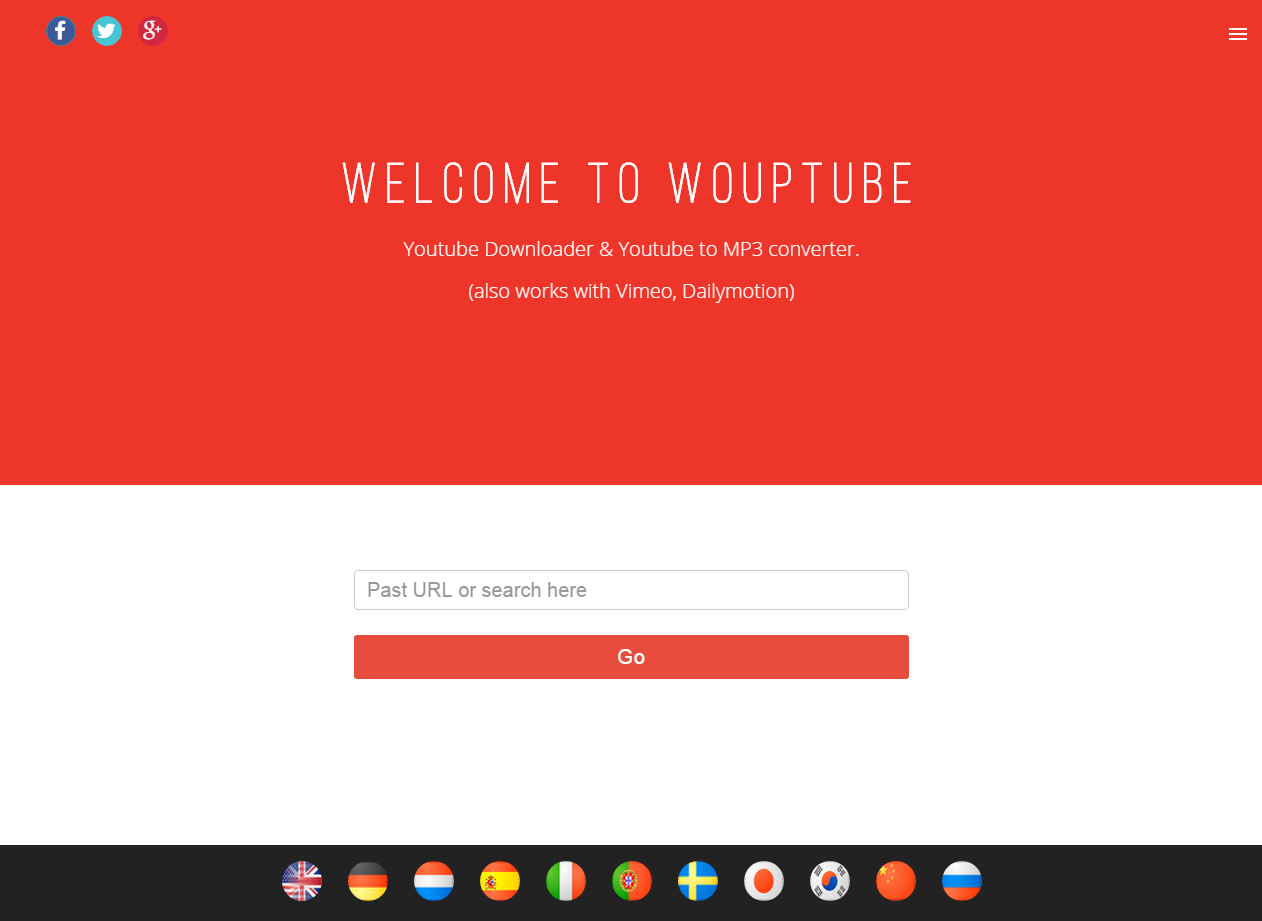 WELCOME TO WOUPTUBE
Youtube Downloader & Youtube to MP3 converter.
(also works with Vimeo, Dailymotion)
Past URL or search here
Go